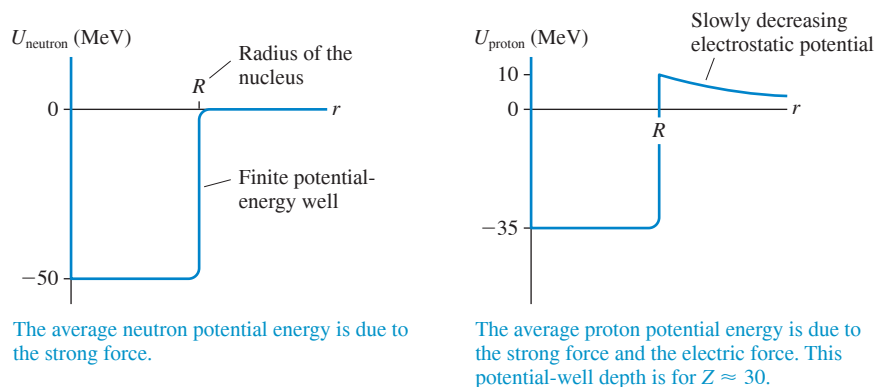 U_neutron (MeV)
Radius of the
nucleus
R
0
r
Finite potential-
energy well
−50
The average neutron potential energy is due to
the strong force.
Slowly decreasing
electrostatic potential
U_proton (MeV)
10
0
r
R
−35
The average proton potential energy is due to
the strong force and the electric force. This
potential-well depth is for Z ≈ 30.